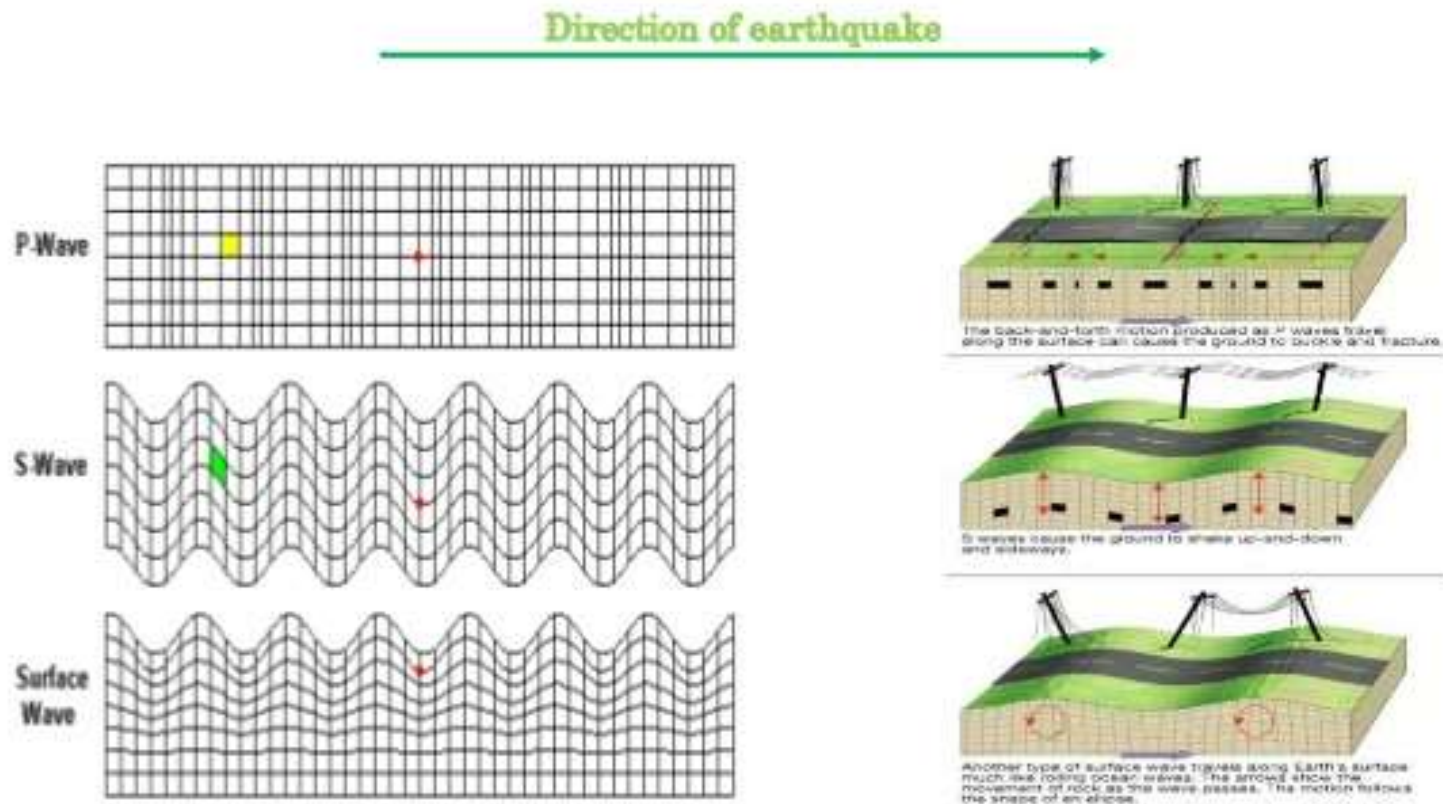 Direction of earthquake
P-Wave
The back-and-forth motion produced as P waves travel
along the surface can cause the ground to buckle and fracture.
S-Wave
S waves cause the ground to shake up-and-down
and sideways.
Surface
Wave
Another type of surface wave travels along Earth's surface
much like rolling ocean waves. The arrows show the
movement of rock as the wave passes. The motion follows
the shape of an ellipse.